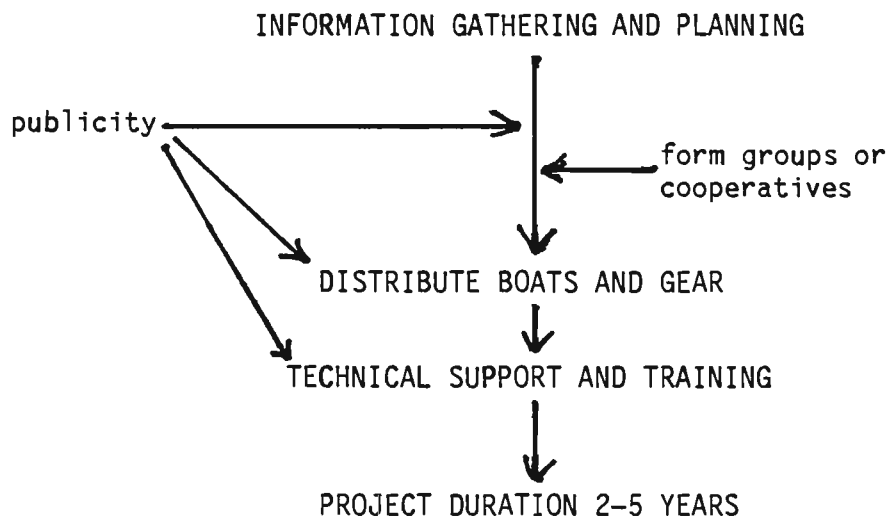 INFORMATION GATHERING AND PLANNING
publicity
form groups or
cooperatives
DISTRIBUTE BOATS AND GEAR
TECHNICAL SUPPORT AND TRAINING
PROJECT DURATION 2-5 YEARS